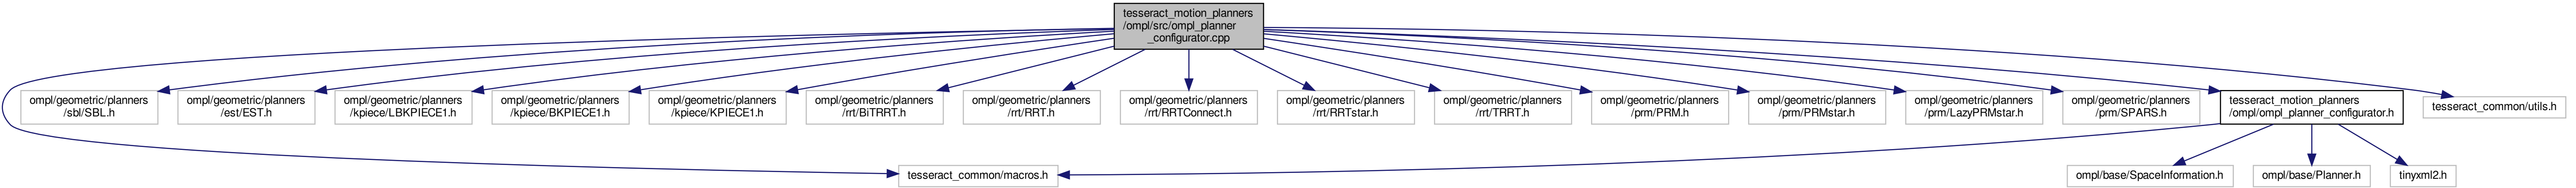 tesseract_motion_planners
/ompl/src/ompl_planner
_configurator.cpp
ompl/geometric/planners
/sbl/SBL.h
ompl/geometric/planners
/est/EST.h
ompl/geometric/planners
/kpiece/LBKPIECE1.h
ompl/geometric/planners
/kpiece/BKPIECE1.h
ompl/geometric/planners
/kpiece/KPIECE1.h
ompl/geometric/planners
/rrt/BiTRRT.h
ompl/geometric/planners
/rrt/RRT.h
ompl/geometric/planners
/rrt/RRTConnect.h
ompl/geometric/planners
/rrt/RRTstar.h
ompl/geometric/planners
/rrt/TRRT.h
ompl/geometric/planners
/prm/PRM.h
ompl/geometric/planners
/prm/PRMstar.h
ompl/geometric/planners
/prm/LazyPRMstar.h
ompl/geometric/planners
/prm/SPARS.h
tesseract_motion_planners
/ompl/ompl_planner_configurator.h
tesseract_common/utils.h
tesseract_common/macros.h
ompl/base/SpaceInformation.h
ompl/base/Planner.h
tinyxml2.h